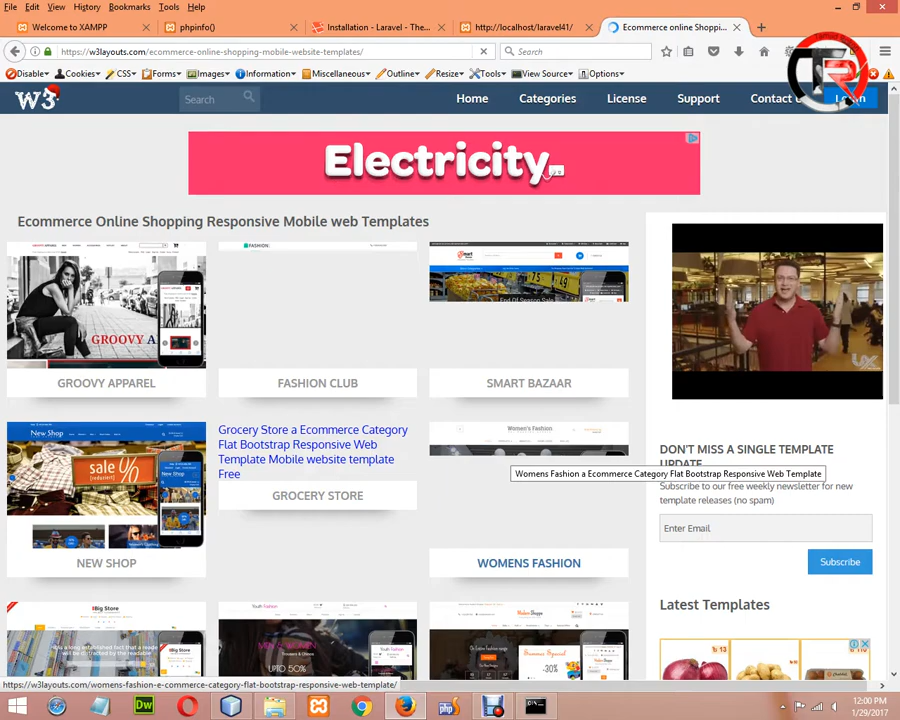 File Edit View History Bookmarks Tools Help
Welcome to XAMPP
phpinfo()
Installation - Laravel - The...
http://localhost/laravel41/
Ecommerce online Shoppi...
https://w3layouts.com/ecommerce-online-shopping-mobile-website-templates/
Search
Disable Cookies CSS Forms Images Information Miscellaneous Outline Resize Tools View Source Options
W3
Search
Home Categories License Support Contact
Electricity
Ecommerce Online Shopping Responsive Mobile web Templates
GROOVY A
FASHION
End Of Season Sale
GROOVY APPAREL
FASHION CLUB
SMART BAZAAR
New Shop
sale %
Grocery Store a Ecommerce Category
Flat Bootstrap Responsive Web
Template Mobile website template
Free
Women's Fashion
Womens Fashion a Ecommerce Category Flat Bootstrap Responsive Web Template
NEW SHOP
GROCERY STORE
WOMENS FASHION
Big Store
Youth Fashion
UPTO 50%
Summer Special
-30%
UX
DON'T MISS A SINGLE TEMPLATE
UPDATE
Subscribe to our free weekly newsletter for new
template releases (no spam)
Enter Email
Subscribe
Latest Templates
https://w3layouts.com/womens-fashion-e-commerce-category-flat-bootstrap-responsive-web-template/
Dw
php
12:00 PM
1/29/2017